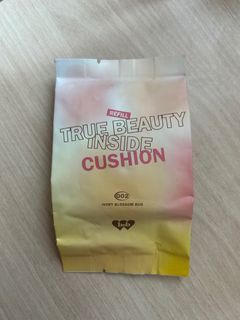 REFILL
TRUE BEAUTY
INSIDE
CUSHION
002
IVORY BLOSSOM BUD